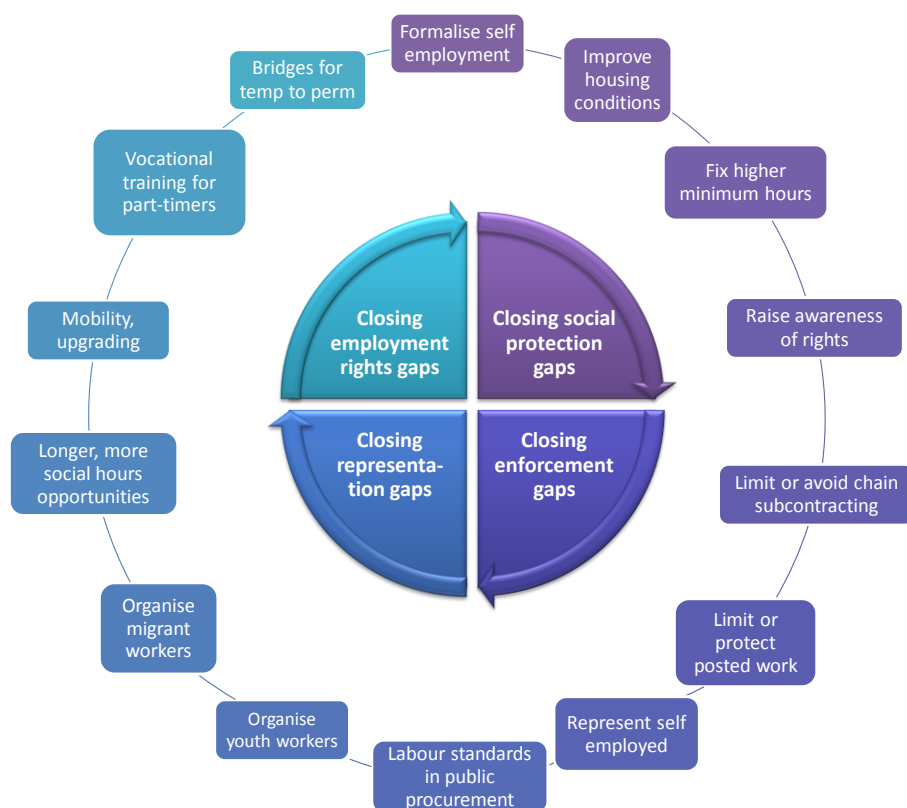 Formalise self
employment
Improve
housing
conditions
Fix higher
minimum hours
Raise awareness
of rights
Limit or avoid chain
subcontracting
Limit or
protect
posted work
Represent self
employed
Labour standards
in public
procurement
Organise
youth workers
Organise
migrant
workers
Longer, more
social hours
opportunities
Mobility,
upgrading
Vocational
training for
part-timers
Bridges for
temp to perm
Closing
employment
rights gaps
Closing social
protection
gaps
Closing
representa-
tion gaps
Closing
enforcement
gaps